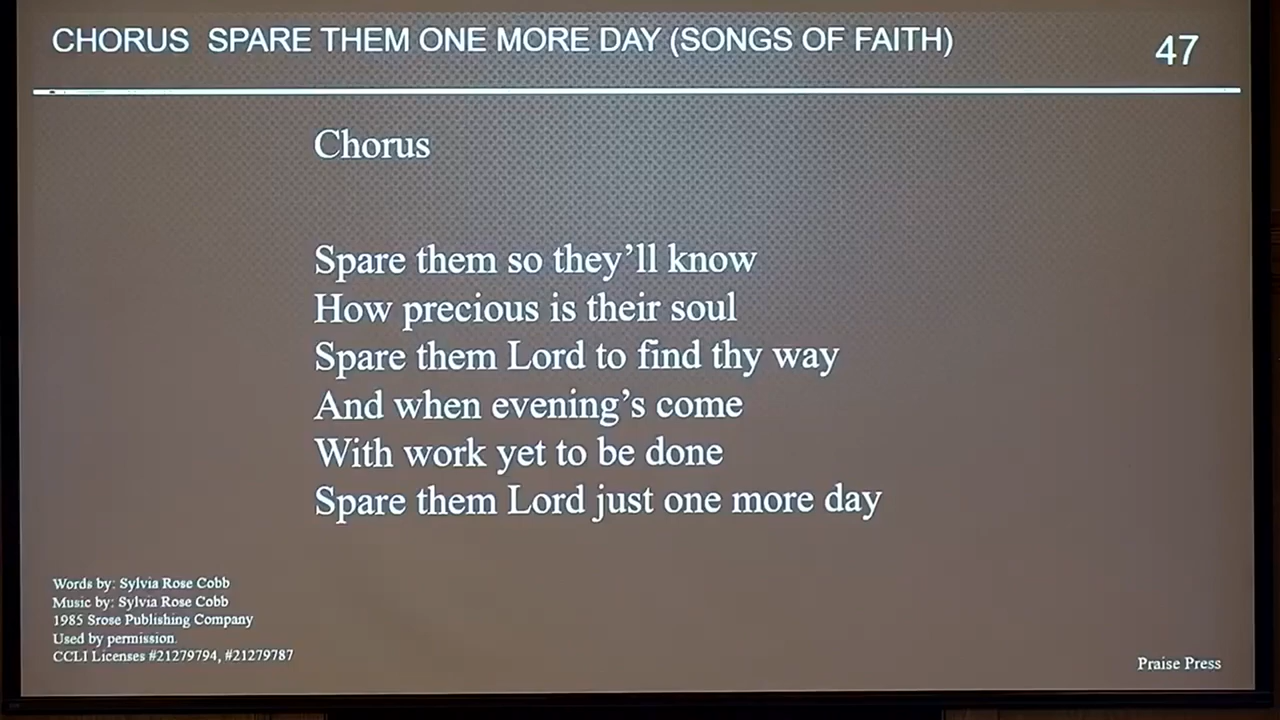 CHORUS SPARE THEM ONE MORE DAY (SONGS OF FAITH)
47
Chorus
Spare them so they’ll know
How precious is their soul
Spare them Lord to find thy way
And when evening’s come
With work yet to be done
Spare them Lord just one more day
Words by: Sylvia Rose Cobb
Music by: Sylvia Rose Cobb
1985 Srose Publishing Company
Used by permission.
CCLI Licenses #21279794, #21279787
Praise Press